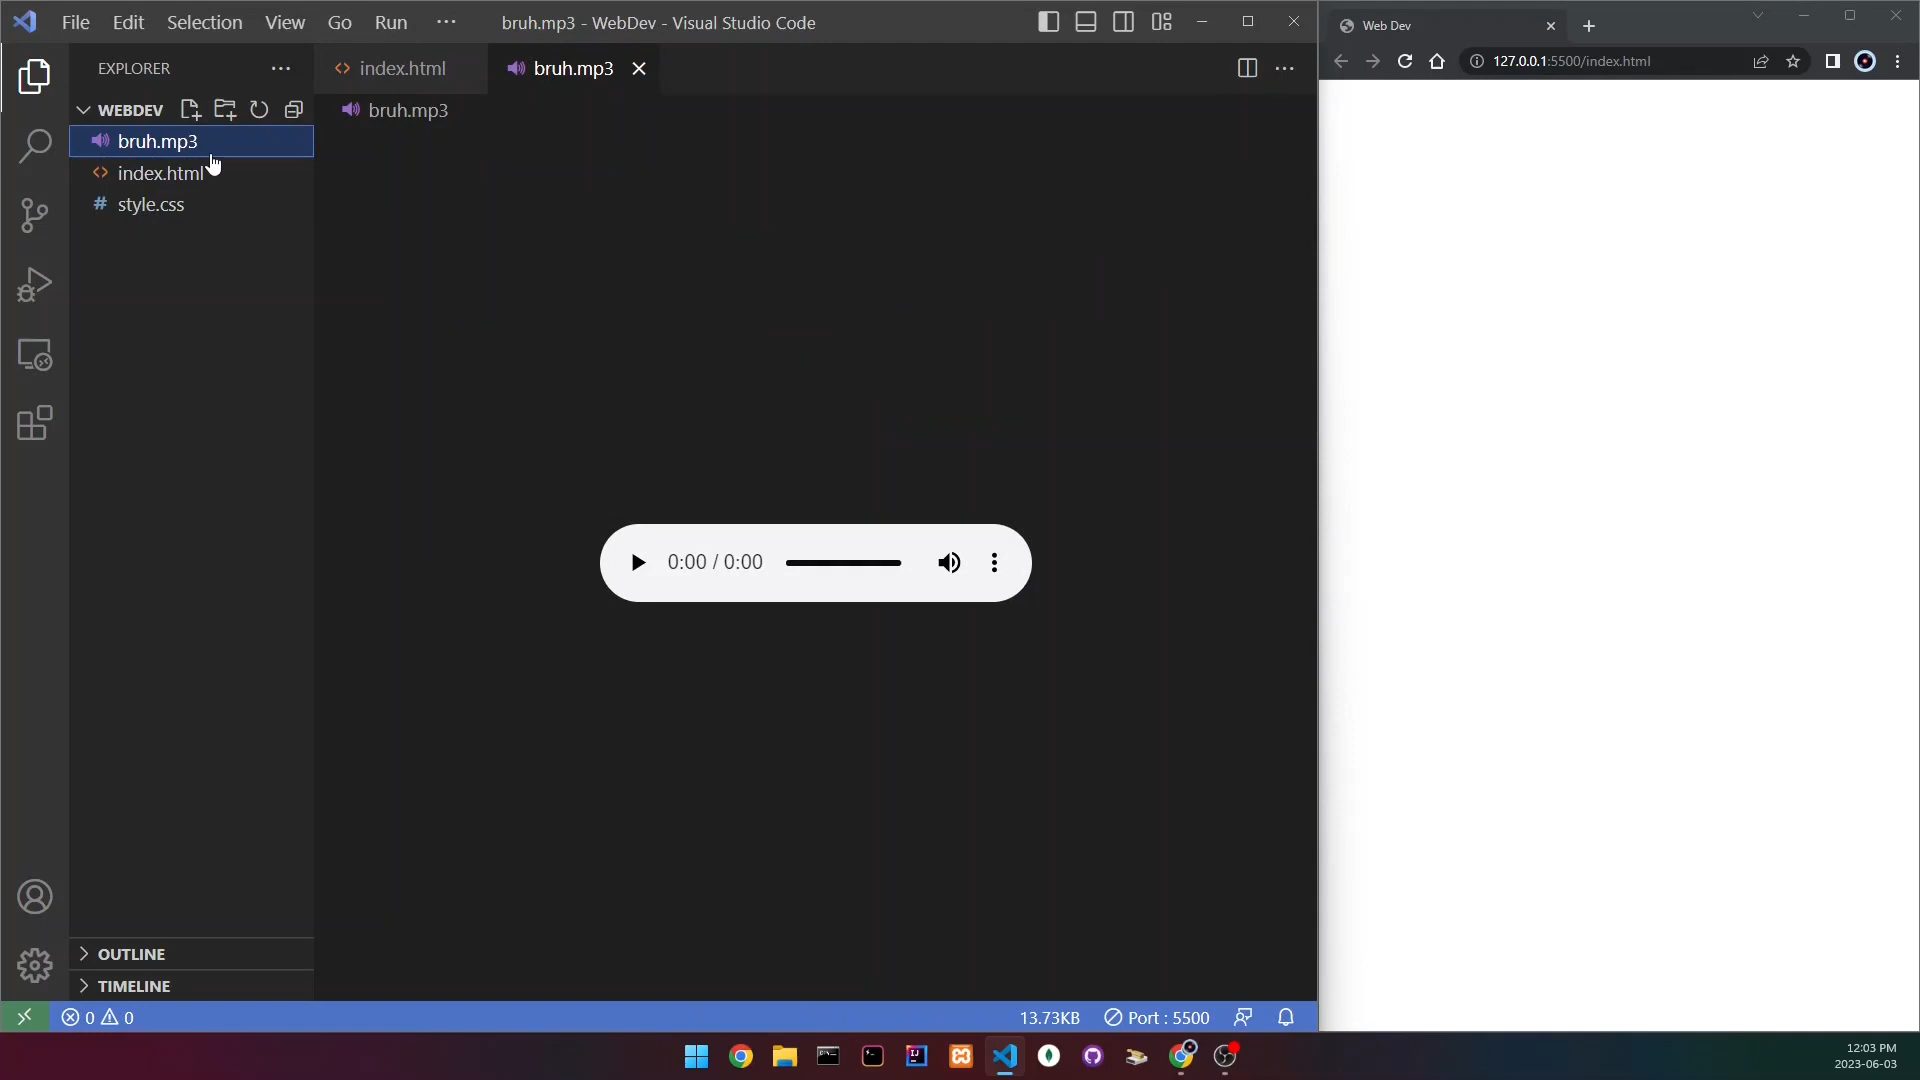 File Edit Selection View Go Run ··· bruh.mp3 - WebDev - Visual Studio Code
EXPLORER ···
index.html
bruh.mp3
WEBDEV
bruh.mp3
bruh.mp3
index.html
style.css
0:00 / 0:00
OUTLINE
TIMELINE
0 0
13.73KB Port : 5500
Web Dev
127.0.0.1:5500/index.html
IJ
12:03 PM
2023-06-03